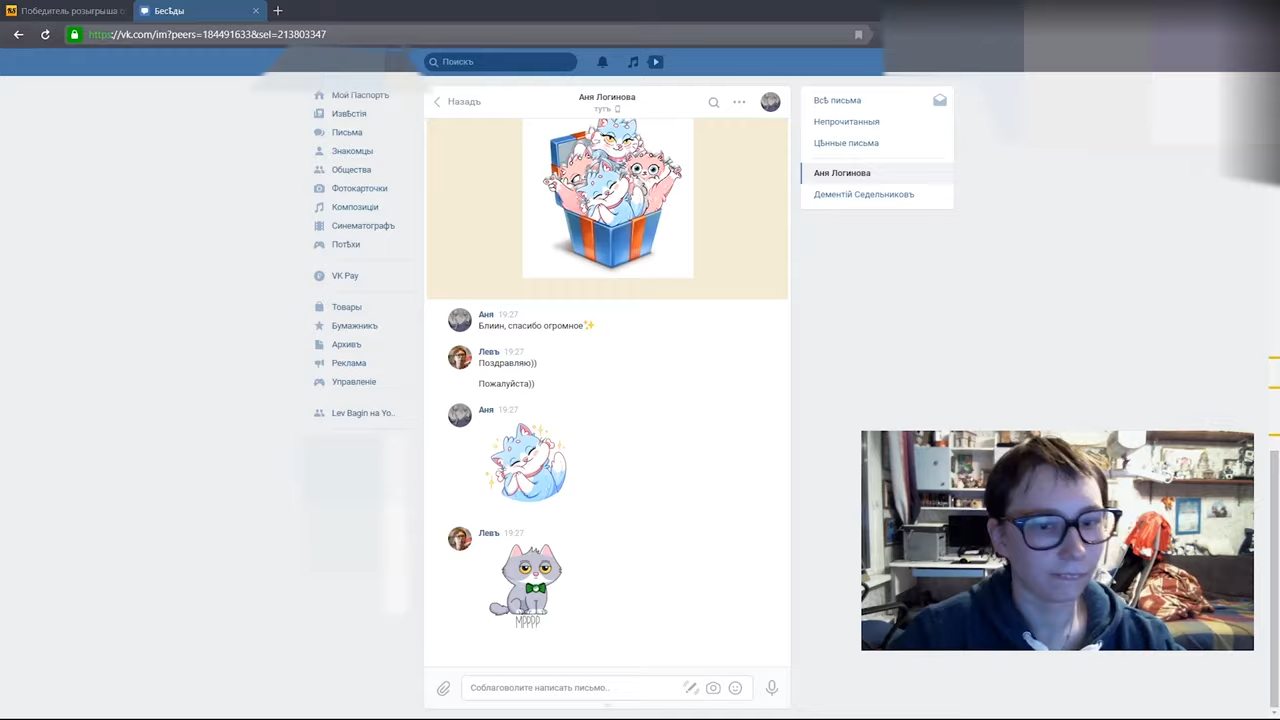 Победитель розыгрыша
БесѢды
https://vk.com/im?peers=184491633&sel=213803347
Поискъ
Мой Паспортъ
Извѣстія
Письма
Знакомцы
Общества
Фотокарточки
Композиціи
Синематографъ
Потѣхи
VK Pay
Товары
Бумажникъ
Архивъ
Реклама
Управленіе
Lev Bagin на Yo..
Назадъ
Аня Логинова
тутъ
Аня 19:27
Блиин, спасибо огромное✨
Левъ 19:27
Поздравляю))
Пожалуйста))
Аня 19:27
Левъ 19:27
МРРРР
Соблаговолите написать письмо..
Всѣ письма
Непрочитанныя
Цѣнные письма
Аня Логинова
Дементій Седельниковъ